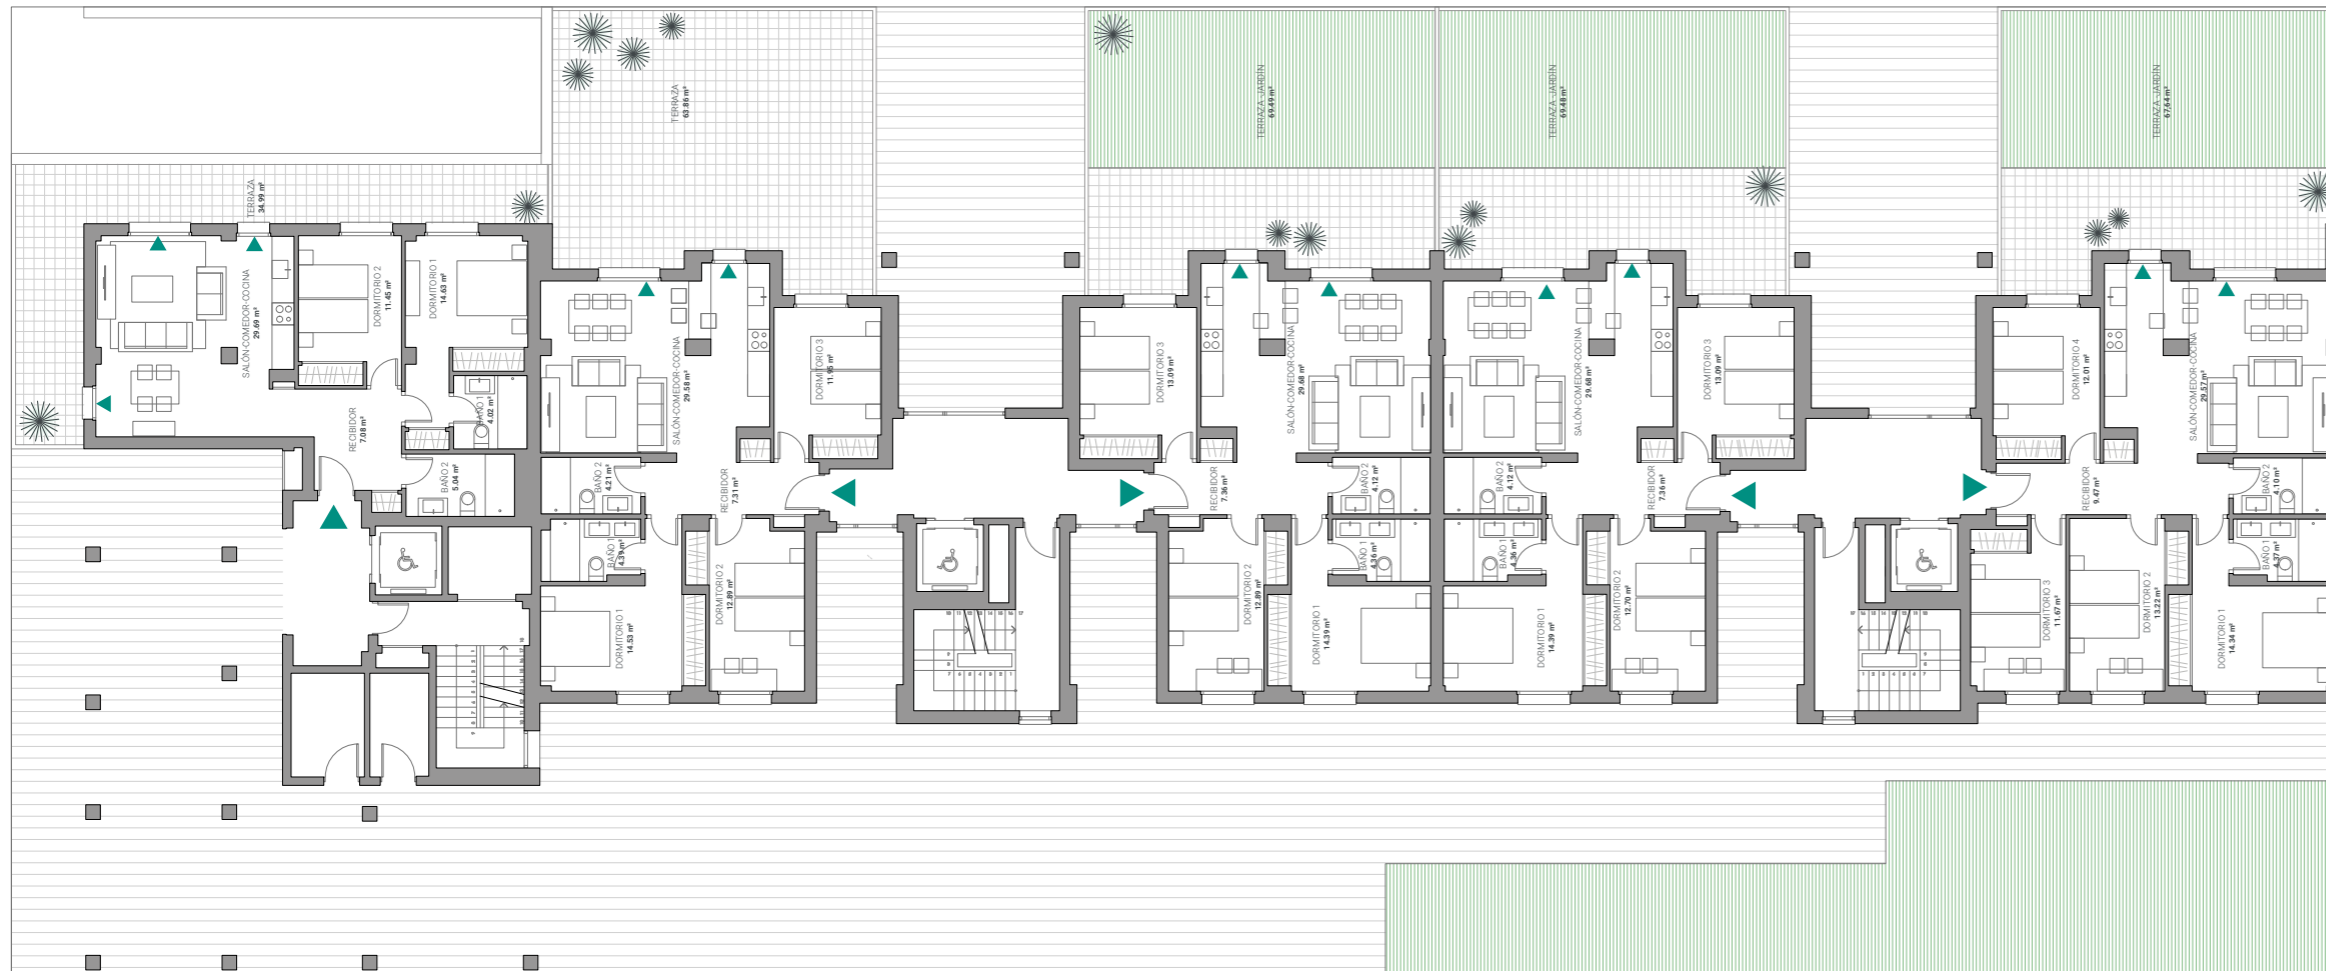 TERRAZA
34.99 m²
SALÓN-COMEDOR-COCINA
29.69 m²
DORMITORIO 2
11.45 m²
DORMITORIO 1
14.63 m²
RECIBIDOR
7.08 m²
BAÑO 1
4.02 m²
BAÑO 2
5.04 m²
TERRAZA
63.86 m²
SALÓN-COMEDOR-COCINA
29.58 m²
DORMITORIO 3
11.95 m²
BAÑO 2
4.21 m²
RECIBIDOR
7.31 m²
BAÑO 1
4.39 m²
DORMITORIO 1
14.53 m²
DORMITORIO 2
12.89 m²
TERRAZA-JARDÍN
69.49 m²
DORMITORIO 3
13.09 m²
SALÓN-COMEDOR-COCINA
29.68 m²
RECIBIDOR
7.36 m²
BAÑO 2
4.12 m²
BAÑO 1
4.36 m²
DORMITORIO 2
12.89 m²
DORMITORIO 1
14.39 m²
TERRAZA-JARDÍN
69.48 m²
SALÓN-COMEDOR-COCINA
29.68 m²
DORMITORIO 3
13.09 m²
BAÑO 2
4.12 m²
RECIBIDOR
7.36 m²
BAÑO 1
4.36 m²
DORMITORIO 1
14.39 m²
DORMITORIO 2
12.70 m²
TERRAZA-JARDÍN
67,64 m²
DORMITORIO 4
12.01 m²
SALÓN-COMEDOR-COCINA
29.57 m²
RECIBIDOR
9.47 m²
BAÑO 2
4.10 m²
BAÑO 1
4.37 m²
DORMITORIO 3
11.67 m²
DORMITORIO 2
13.22 m²
DORMITORIO 1
14.34 m²